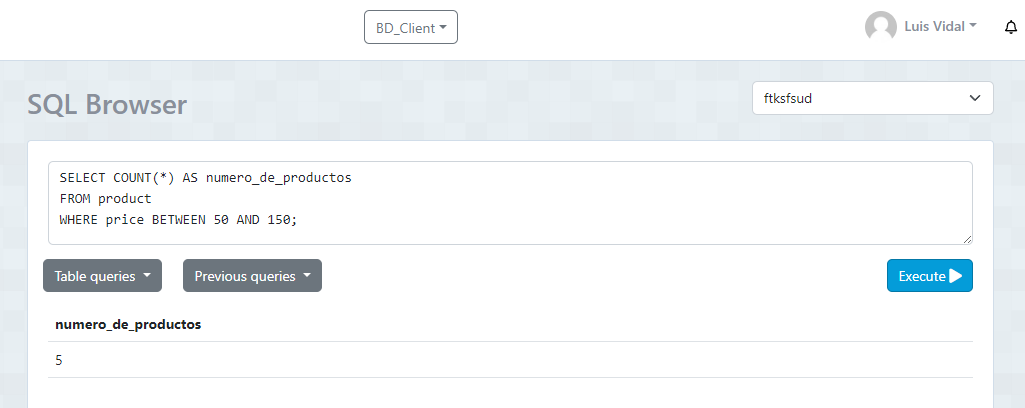 BD_Client
Luis Vidal
SQL Browser
ftksfsud
SELECT COUNT(*) AS numero_de_productos
FROM product
WHERE price BETWEEN 50 AND 150;
Table queries
Previous queries
Execute
numero_de_productos
5